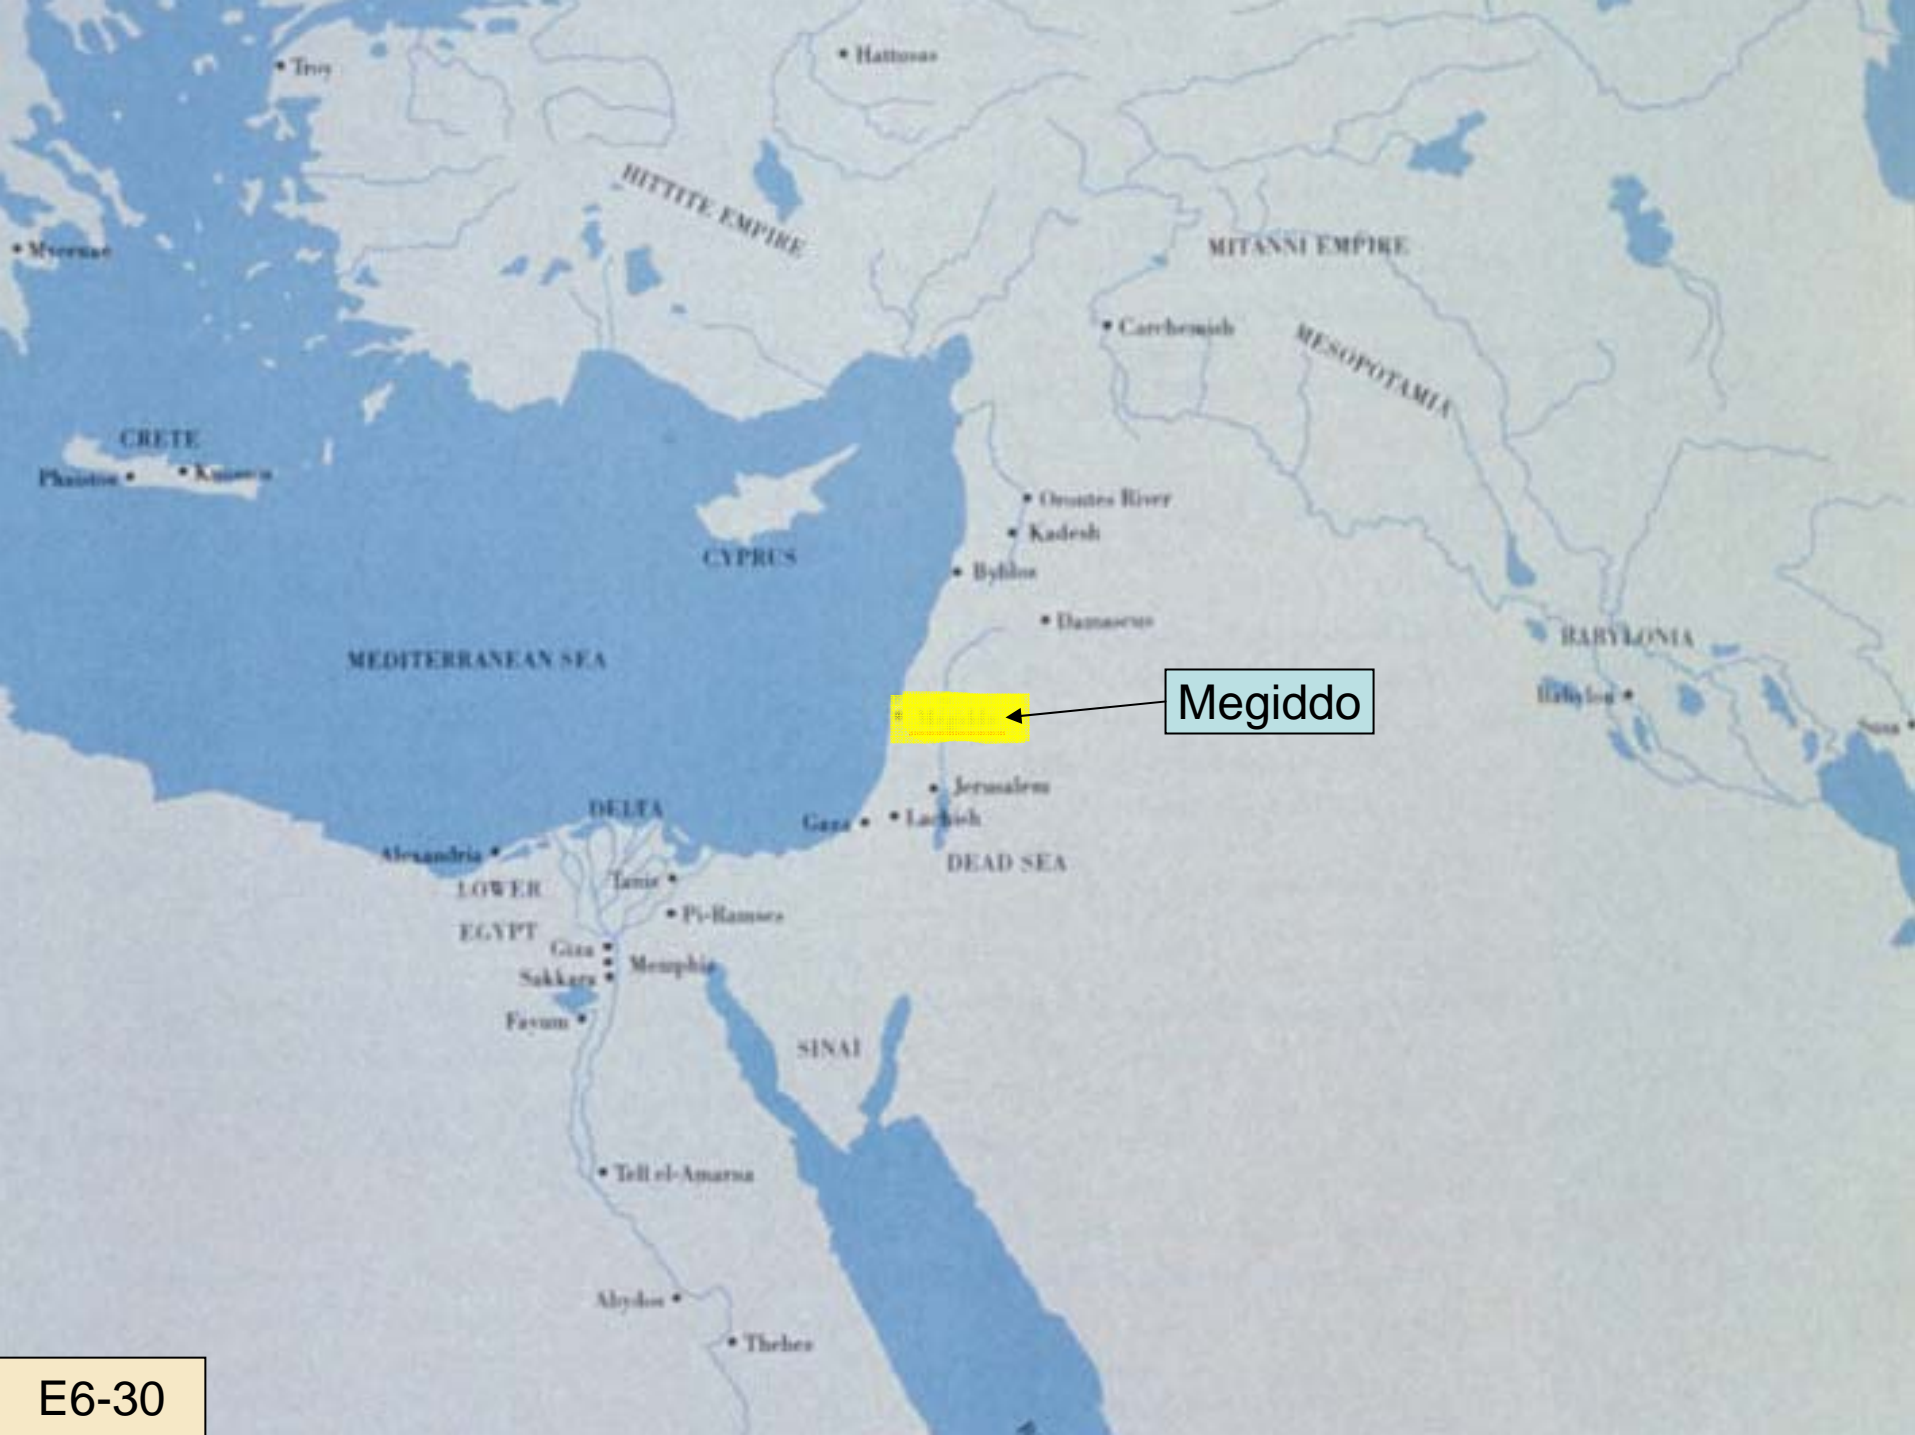 Troy
Hattusas
HITTITE EMPIRE
MITANNI EMPIRE
Mycenae
Carchemish
MESOPOTAMIA
CRETE
Phaistos
Knossos
Orontes River
Kadesh
CYPRUS
Byblos
Damascus
BABYLONIA
MEDITERRANEAN SEA
Megiddo
Babylon
Susa
Jerusalem
DELTA
Gaza
Lachish
Alexandria
DEAD SEA
LOWER
EGYPT
Tanis
Pi-Ramses
Giza
Memphis
Sakkara
Fayum
SINAI
Tell el-Amarna
Abydos
Thebes
E6-30